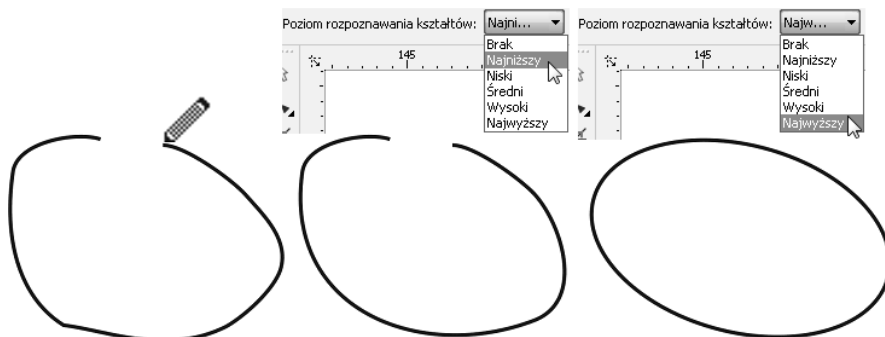 Poziom rozpoznawania kształtów: Najni...
Brak
Najniższy
Niski
Średni
Wysoki
Najwyższy
145
Poziom rozpoznawania kształtów: Najw...
Brak
Najniższy
Niski
Średni
Wysoki
Najwyższy
145